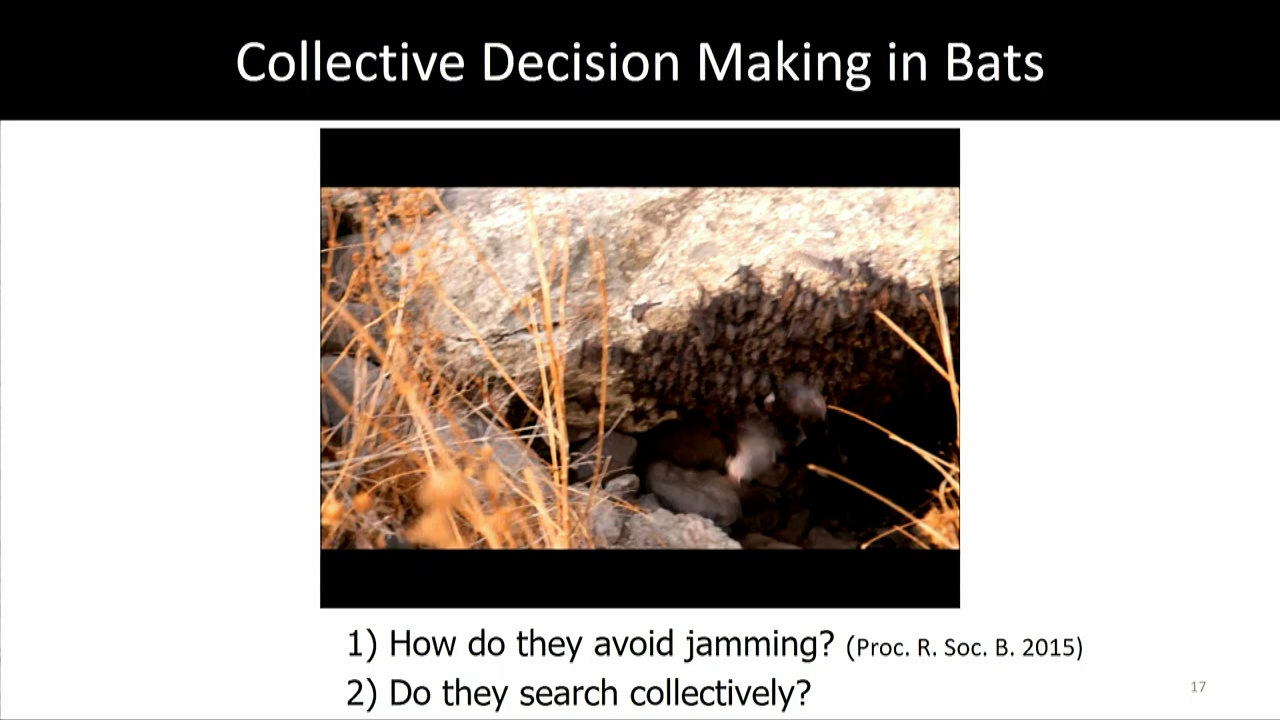 Collective Decision Making in Bats
1) How do they avoid jamming? (Proc. R. Soc. B. 2015)
2) Do they search collectively?
17